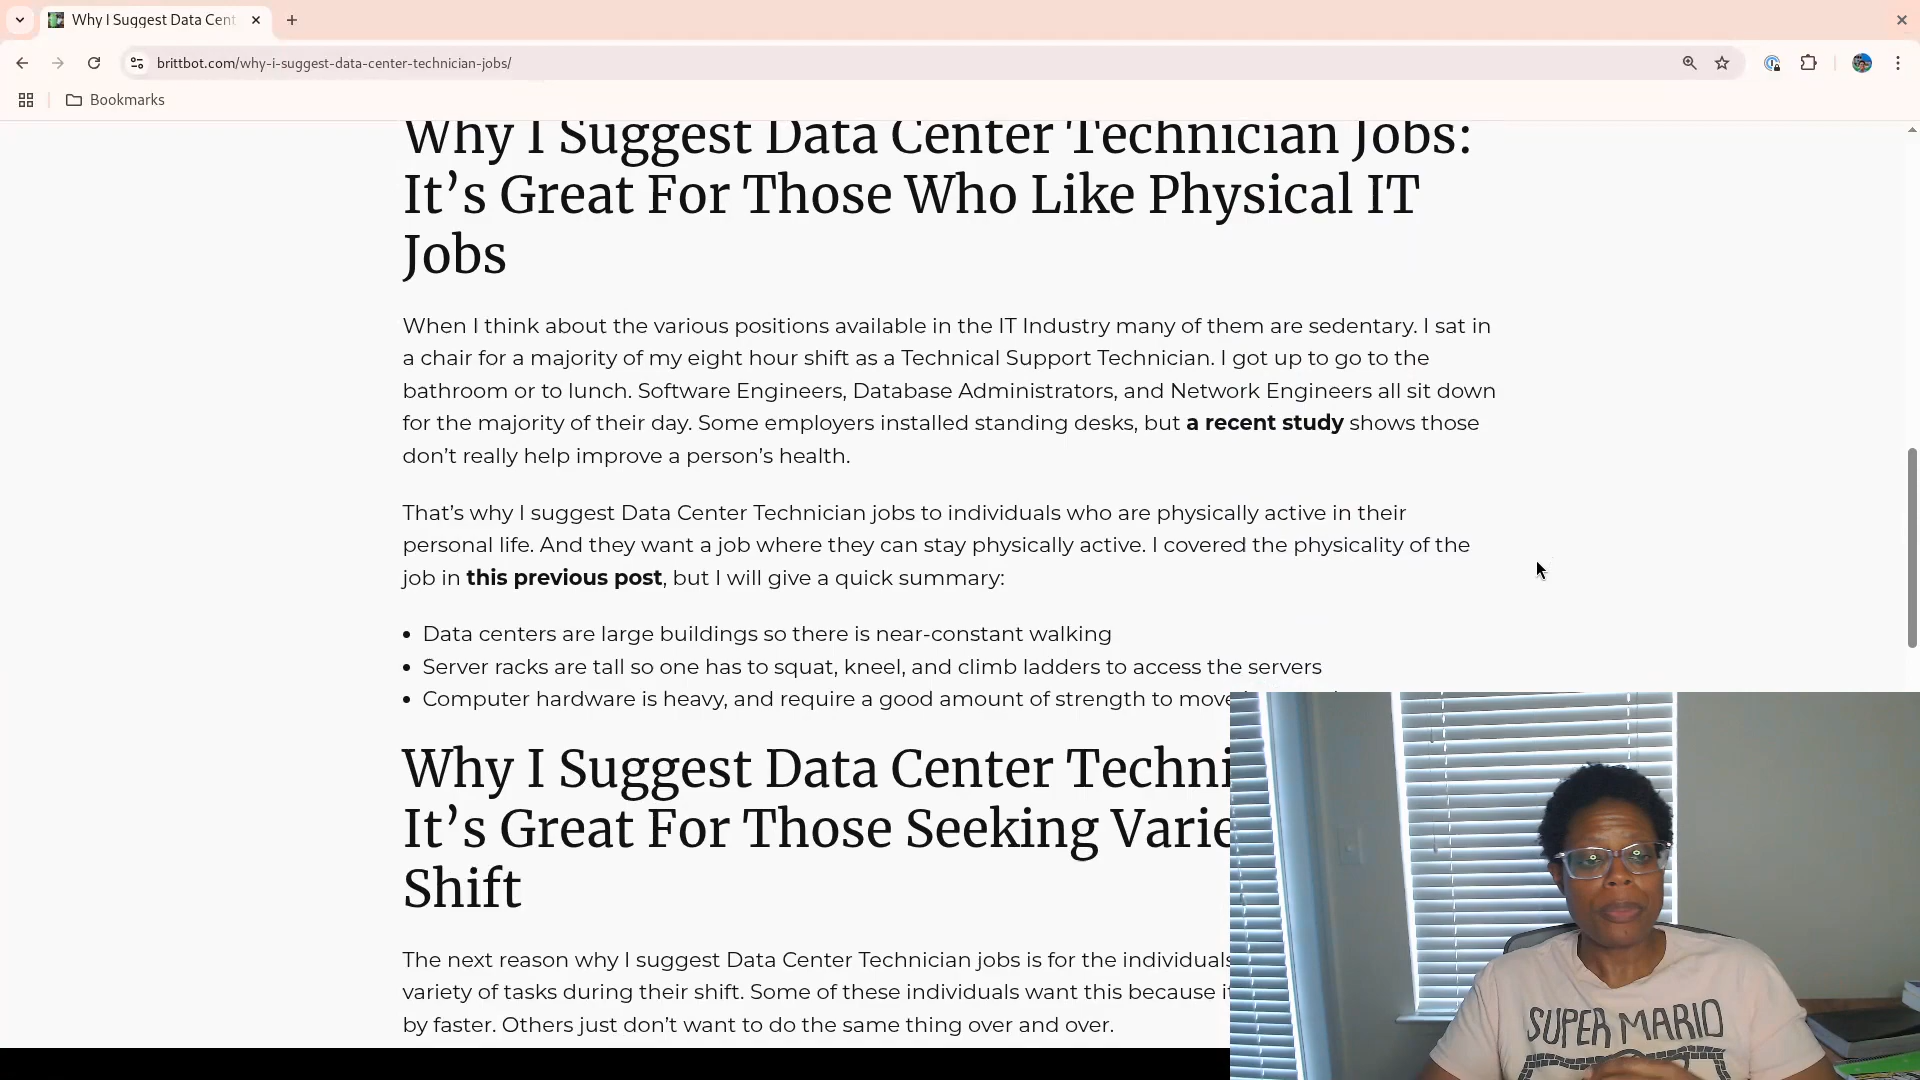 Why I Suggest Data Cent
brittbot.com/why-i-suggest-data-center-technician-jobs/
Bookmarks
Why I Suggest Data Center Technician Jobs:
It’s Great For Those Who Like Physical IT
Jobs
When I think about the various positions available in the IT Industry many of them are sedentary. I sat in
a chair for a majority of my eight hour shift as a Technical Support Technician. I got up to go to the
bathroom or to lunch. Software Engineers, Database Administrators, and Network Engineers all sit down
for the majority of their day. Some employers installed standing desks, but a recent study shows those
don’t really help improve a person’s health.
That’s why I suggest Data Center Technician jobs to individuals who are physically active in their
personal life. And they want a job where they can stay physically active. I covered the physicality of the
job in this previous post, but I will give a quick summary:
• Data centers are large buildings so there is near-constant walking
• Server racks are tall so one has to squat, kneel, and climb ladders to access the servers
• Computer hardware is heavy, and require a good amount of strength to move
Why I Suggest Data Center Techni
It’s Great For Those Seeking Varie
Shift
The next reason why I suggest Data Center Technician jobs is for the individuals
variety of tasks during their shift. Some of these individuals want this because i
by faster. Others just don’t want to do the same thing over and over.
SUPER MARIO